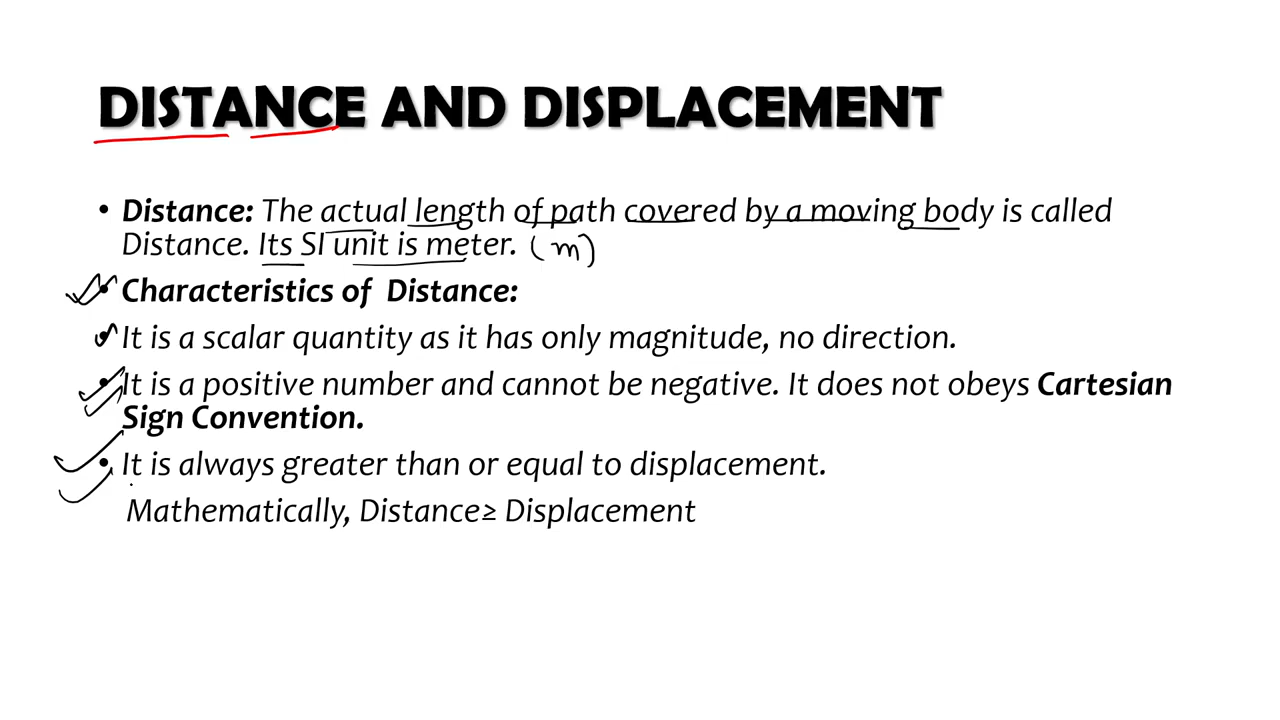 DISTANCE AND DISPLACEMENT
• Distance: The actual length of path covered by a moving body is called
Distance. Its SI unit is meter. (m)
• Characteristics of Distance:
• It is a scalar quantity as it has only magnitude, no direction.
• It is a positive number and cannot be negative. It does not obeys Cartesian
Sign Convention.
• It is always greater than or equal to displacement.
Mathematically, Distance≥ Displacement